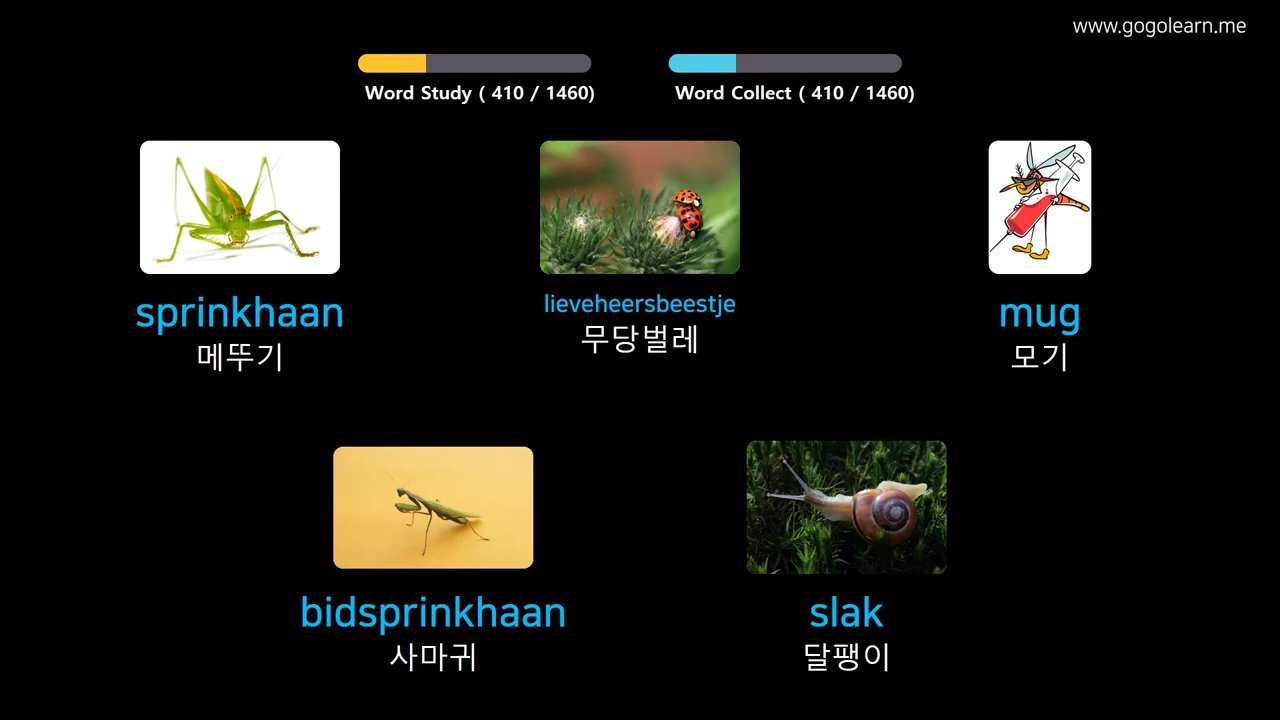 www.gogolearn.me
Word Study ( 410 / 1460)
Word Collect ( 410 / 1460)
sprinkhaan
메뚜기
lieveheersbeestje
무당벌레
mug
모기
bidsprinkhaan
사마귀
slak
달팽이